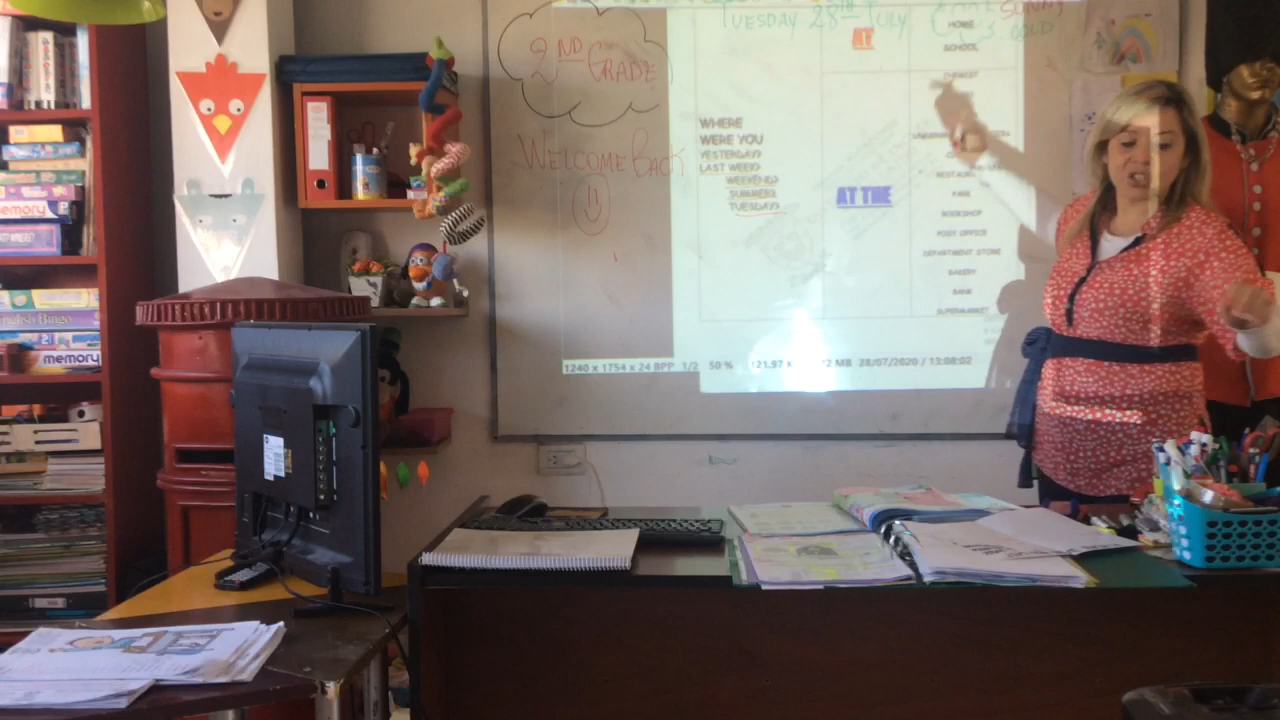 TUESDAY 28TH JULY
SUNNY
COLD
2ND GRADE
WELCOME BACK
AT
HOME
SCHOOL
WHERE
WERE YOU
YESTERDAY?
LAST WEEK?
WEEKEND?
SUMMER?
TUESDAY?
AT THE
PARK
BOOKSHOP
POST OFFICE
DEPARTMENT STORE
BAKERY
BANK
SUPERMARKET
1240 x 1754 x 24 BPP 1/2 50 % 28/07/2020 / 13:08:02
memory
English Bingo
memory